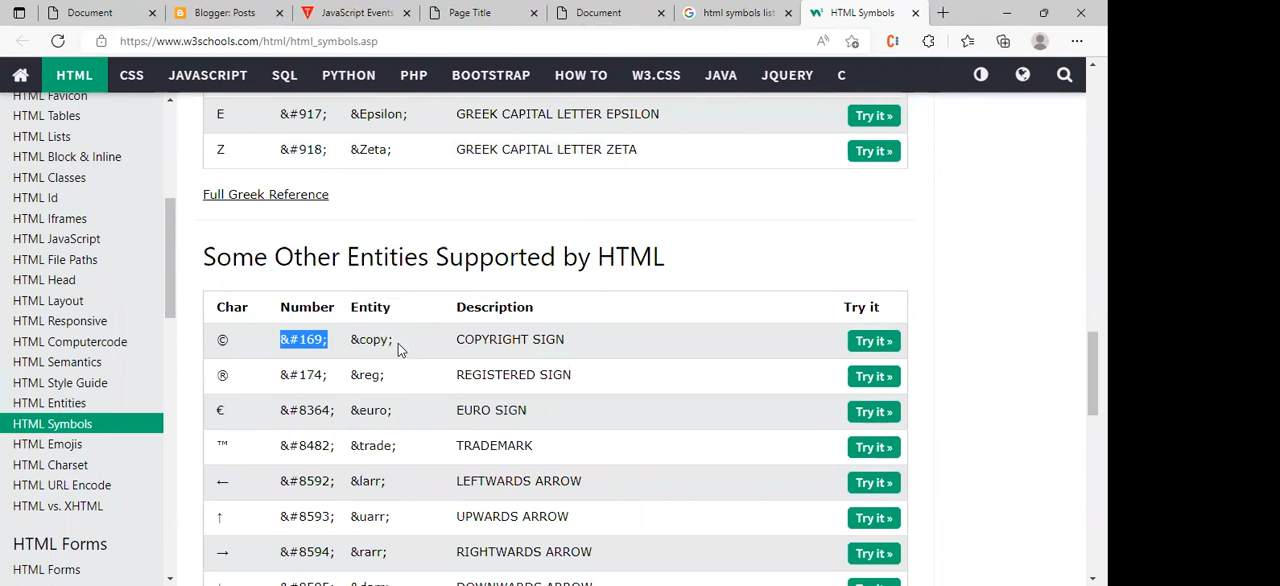 Document
Blogger: Posts
JavaScript Events
Page Title
Document
html symbols list
HTML Symbols
https://www.w3schools.com/html/html_symbols.asp
HTML CSS JAVASCRIPT SQL PYTHON PHP BOOTSTRAP HOW TO W3.CSS JAVA JQUERY C
HTML Favicon
HTML Tables
HTML Lists
HTML Block & Inline
HTML Classes
HTML Id
HTML Iframes
HTML JavaScript
HTML File Paths
HTML Head
HTML Layout
HTML Responsive
HTML Computercode
HTML Semantics
HTML Style Guide
HTML Entities
HTML Symbols
HTML Emojis
HTML Charset
HTML URL Encode
HTML vs. XHTML
HTML Forms
HTML Forms
Ε &#917; &Epsilon; GREEK CAPITAL LETTER EPSILON Try it »
Ζ &#918; &Zeta; GREEK CAPITAL LETTER ZETA Try it »
Full Greek Reference
Some Other Entities Supported by HTML
Char Number Entity Description Try it
© &#169; &copy; COPYRIGHT SIGN Try it »
® &#174; &reg; REGISTERED SIGN Try it »
€ &#8364; &euro; EURO SIGN Try it »
™ &#8482; &trade; TRADEMARK Try it »
← &#8592; &larr; LEFTWARDS ARROW Try it »
↑ &#8593; &uarr; UPWARDS ARROW Try it »
→ &#8594; &rarr; RIGHTWARDS ARROW Try it »